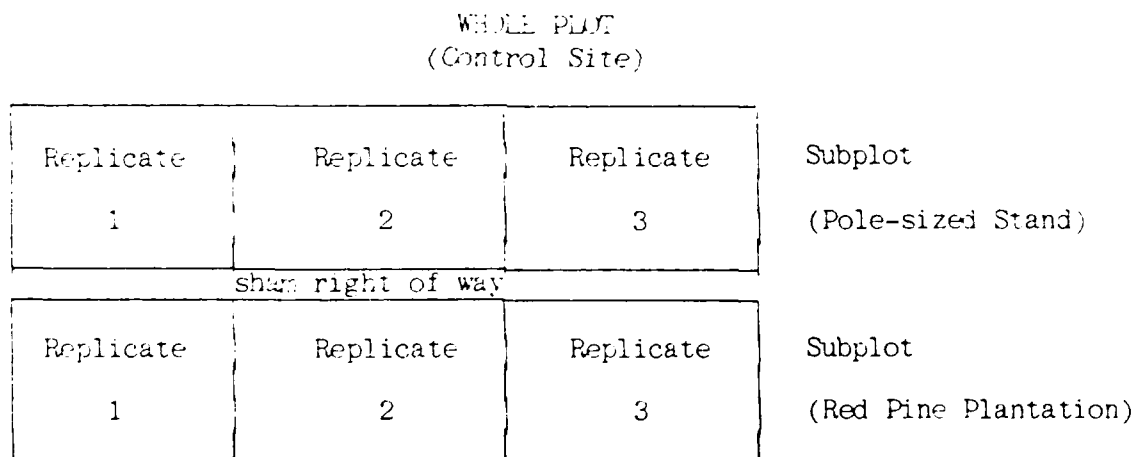 WHOLE PLOT
(Control Site)
Replicate Replicate Replicate Subplot
1 2 3 (Pole-sized Stand)
sham right of way
Replicate Replicate Replicate Subplot
1 2 3 (Red Pine Plantation)